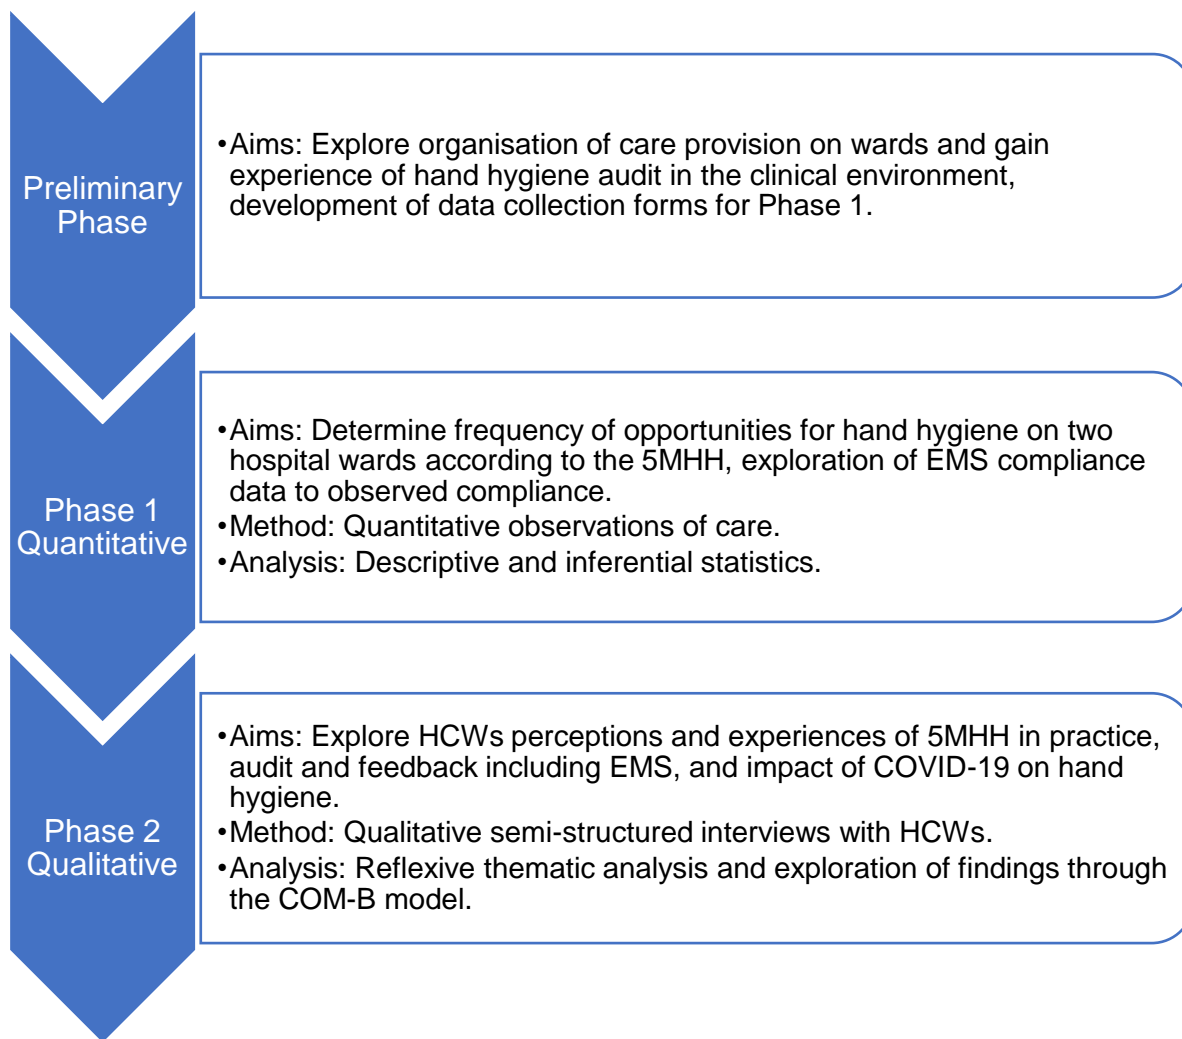 Preliminary
Phase
•Aims: Explore organisation of care provision on wards and gain
experience of hand hygiene audit in the clinical environment,
development of data collection forms for Phase 1.
Phase 1
Quantitative
•Aims: Determine frequency of opportunities for hand hygiene on two
hospital wards according to the 5MHH, exploration of EMS compliance
data to observed compliance.
•Method: Quantitative observations of care.
•Analysis: Descriptive and inferential statistics.
Phase 2
Qualitative
•Aims: Explore HCWs perceptions and experiences of 5MHH in practice,
audit and feedback including EMS, and impact of COVID-19 on hand
hygiene.
•Method: Qualitative semi-structured interviews with HCWs.
•Analysis: Reflexive thematic analysis and exploration of findings through
the COM-B model.